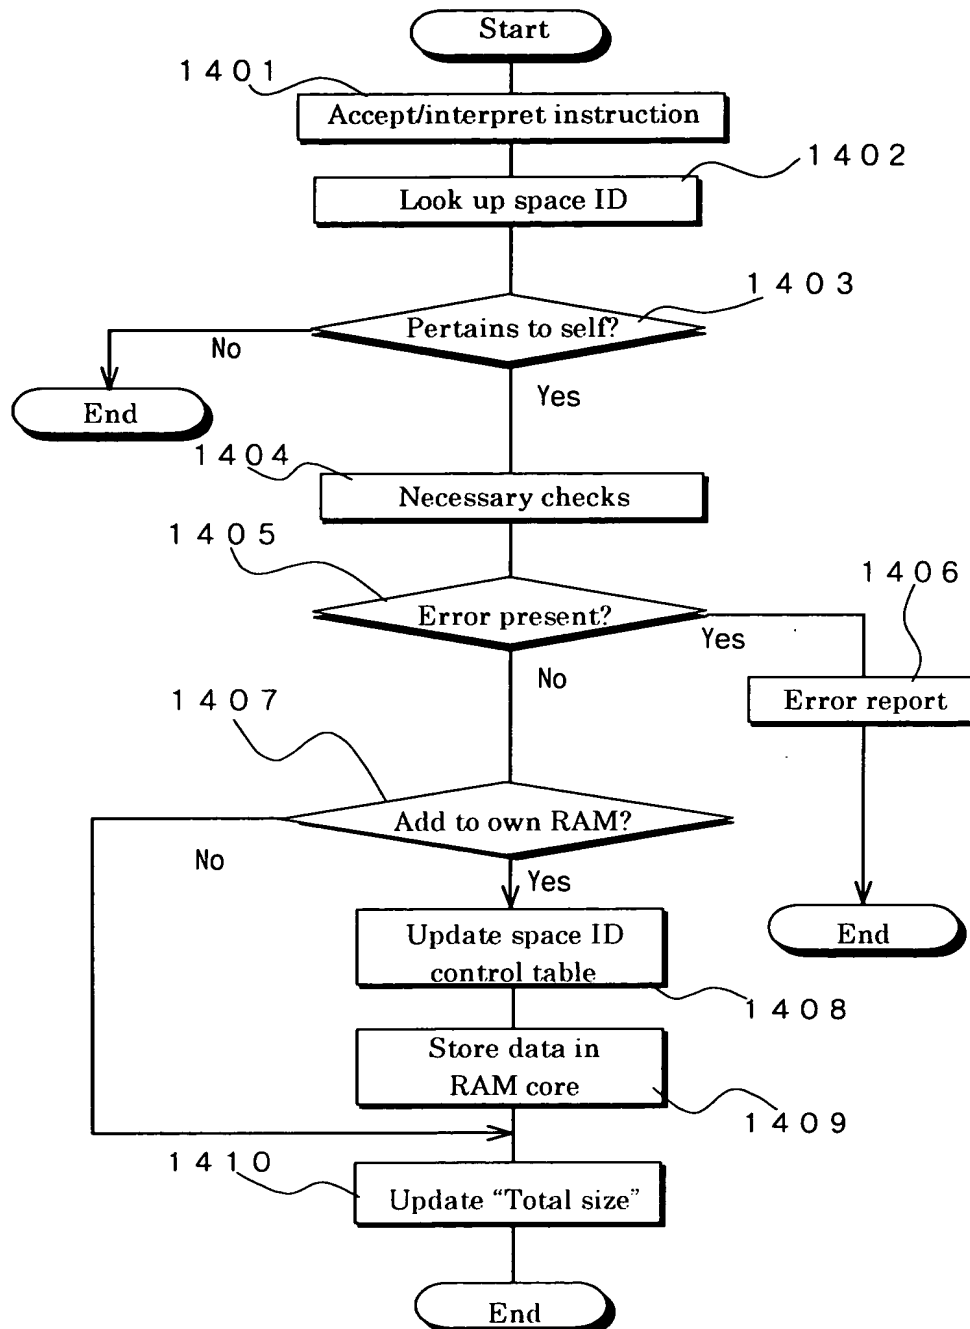 Start
1401
Accept/interpret instruction
1402
Look up space ID
1403
Pertains to self?
No
Yes
End
1404
Necessary checks
1405
Error present?
Yes
1406
No
Error report
1407
Add to own RAM?
No
Yes
Update space ID
control table
End
1408
Store data in
RAM core
1409
1410
Update “Total size”
End